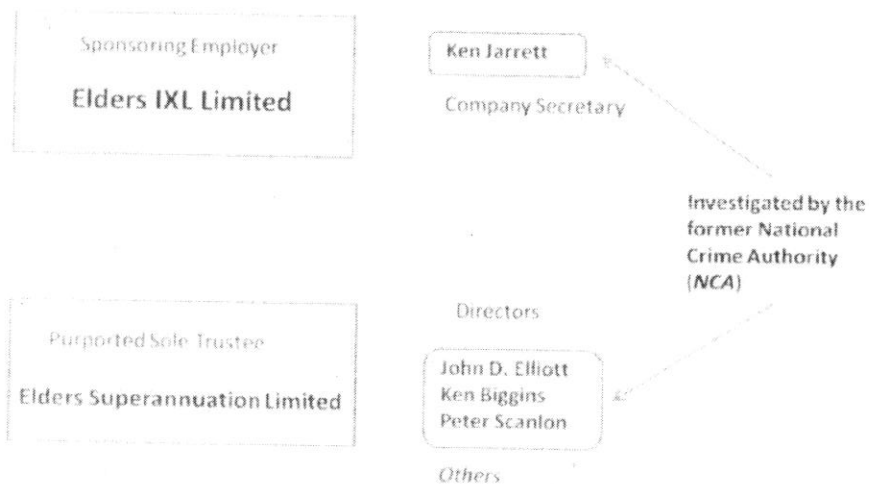 Sponsoring Employer
Elders IXL Limited
Ken Jarrett
Company Secretary
Investigated by the
former National
Crime Authority
(NCA)
Directors
Purported Sole Trustee
Elders Superannuation Limited
John D. Elliott
Ken Biggins
Peter Scanlon
Others